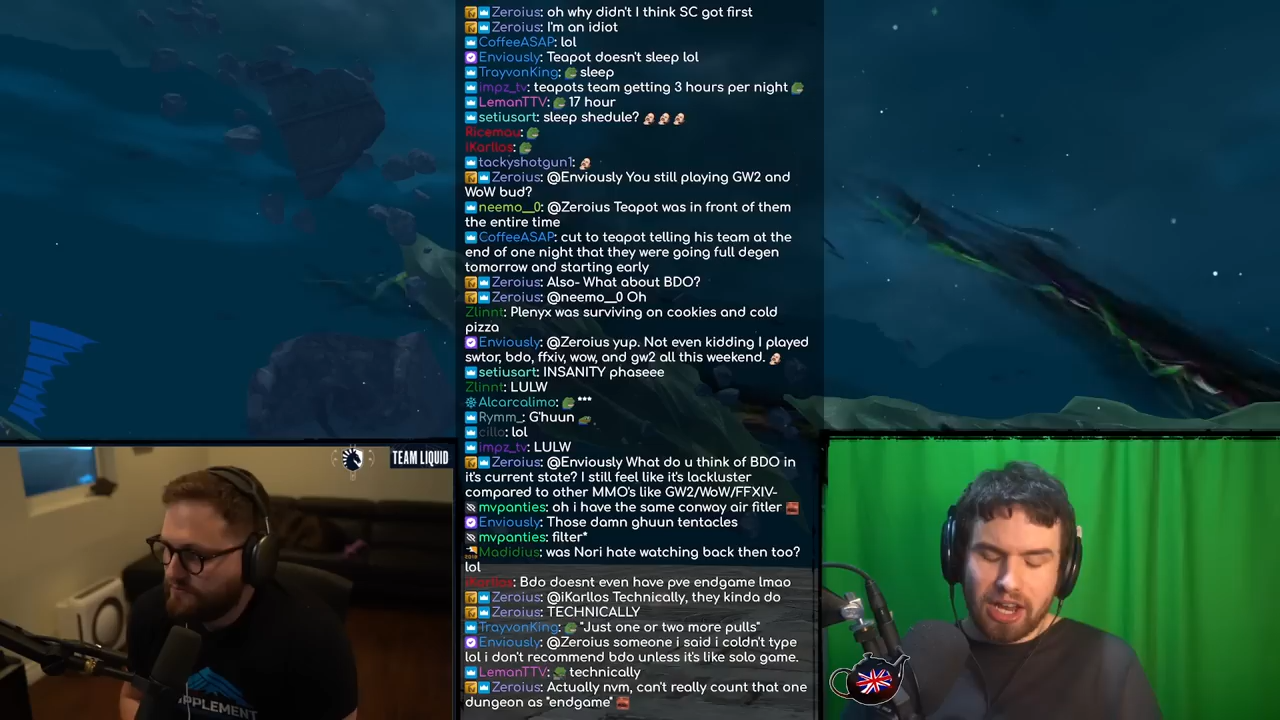 Zeroius: oh why didn't I think SC got first
Zeroius: I'm an idiot
CoffeeASAP: lol
Enviously: Teapot doesn't sleep lol
TrayvonKing: sleep
impz_tv: teapots team getting 3 hours per night
LemanTTV: 17 hour
setiusart: sleep shedule?
Ricemau:
iKarllos:
tackyshotgun1:
Zeroius: @Enviously You still playing GW2 and
WoW bud?
neemo__0: @Zeroius Teapot was in front of them
the entire time
CoffeeASAP: cut to teapot telling his team at the
end of one night that they were going full degen
tomorrow and starting early
Zeroius: Also- What about BDO?
Zeroius: @neemo__0 Oh
Zlinnt: Plenyx was surviving on cookies and cold
pizza
Enviously: @Zeroius yup. Not even kidding I played
swtor, bdo, ffxiv, wow, and gw2 all this weekend.
setiusart: INSANITY phaseee
Zlinnt: LULW
Alcarcalimo: ***
Rymm_: G'huun
cilla: lol
impz_tv: LULW
Zeroius: @Enviously What do u think of BDO in
it's current state? I still feel like it's lackluster
compared to other MMO's like GW2/WoW/FFXIV-
mvpanties: oh i have the same conway air fitler
Enviously: Those damn ghuun tentacles
mvpanties: filter*
Madidius: was Nori hate watching back then too?
lol
iKarllos: Bdo doesnt even have pve endgame lmao
Zeroius: @iKarllos Technically, they kinda do
Zeroius: TECHNICALLY
TrayvonKing: "Just one or two more pulls"
Enviously: @Zeroius someone i said i coldn't type
lol i don't recommend bdo unless it's like solo game.
LemanTTV: technically
Zeroius: Actually nvm, can't really count that one
dungeon as "endgame"
TEAM LIQUID
PPLEMENT